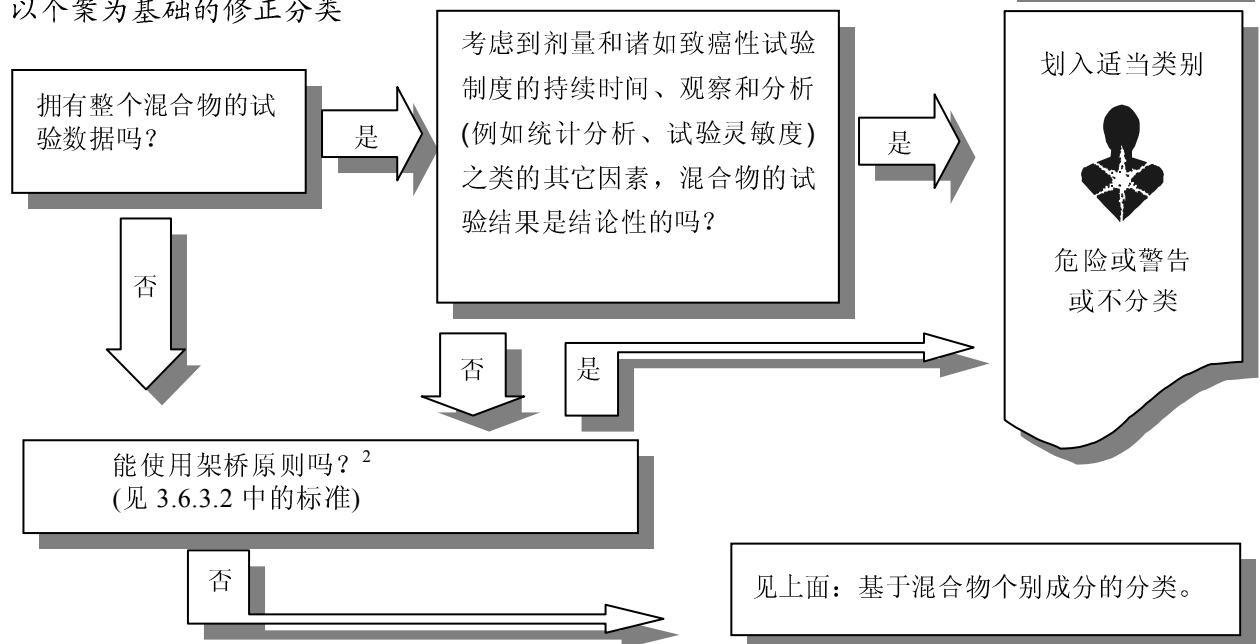 以个案为基础的修正分类
拥有整个混合物的试
验数据吗？
是
考虑到剂量和诸如致癌性试验
制度的持续时间、观察和分析
(例如统计分析、试验灵敏度)
之类的其它因素，混合物的试
验结果是结论性的吗？
是
划入适当类别
危险或警告
或不分类
否
否
是
能使用架桥原则吗？2
(见 3.6.3.2 中的标准)
否
见上面：基于混合物个别成分的分类。